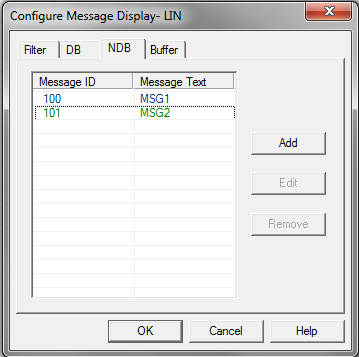 Configure Message Display- LIN
Filter DB NDB Buffer
Message ID Message Text
100 MSG1
101 MSG2
Add
Edit
Remove
OK Cancel Help